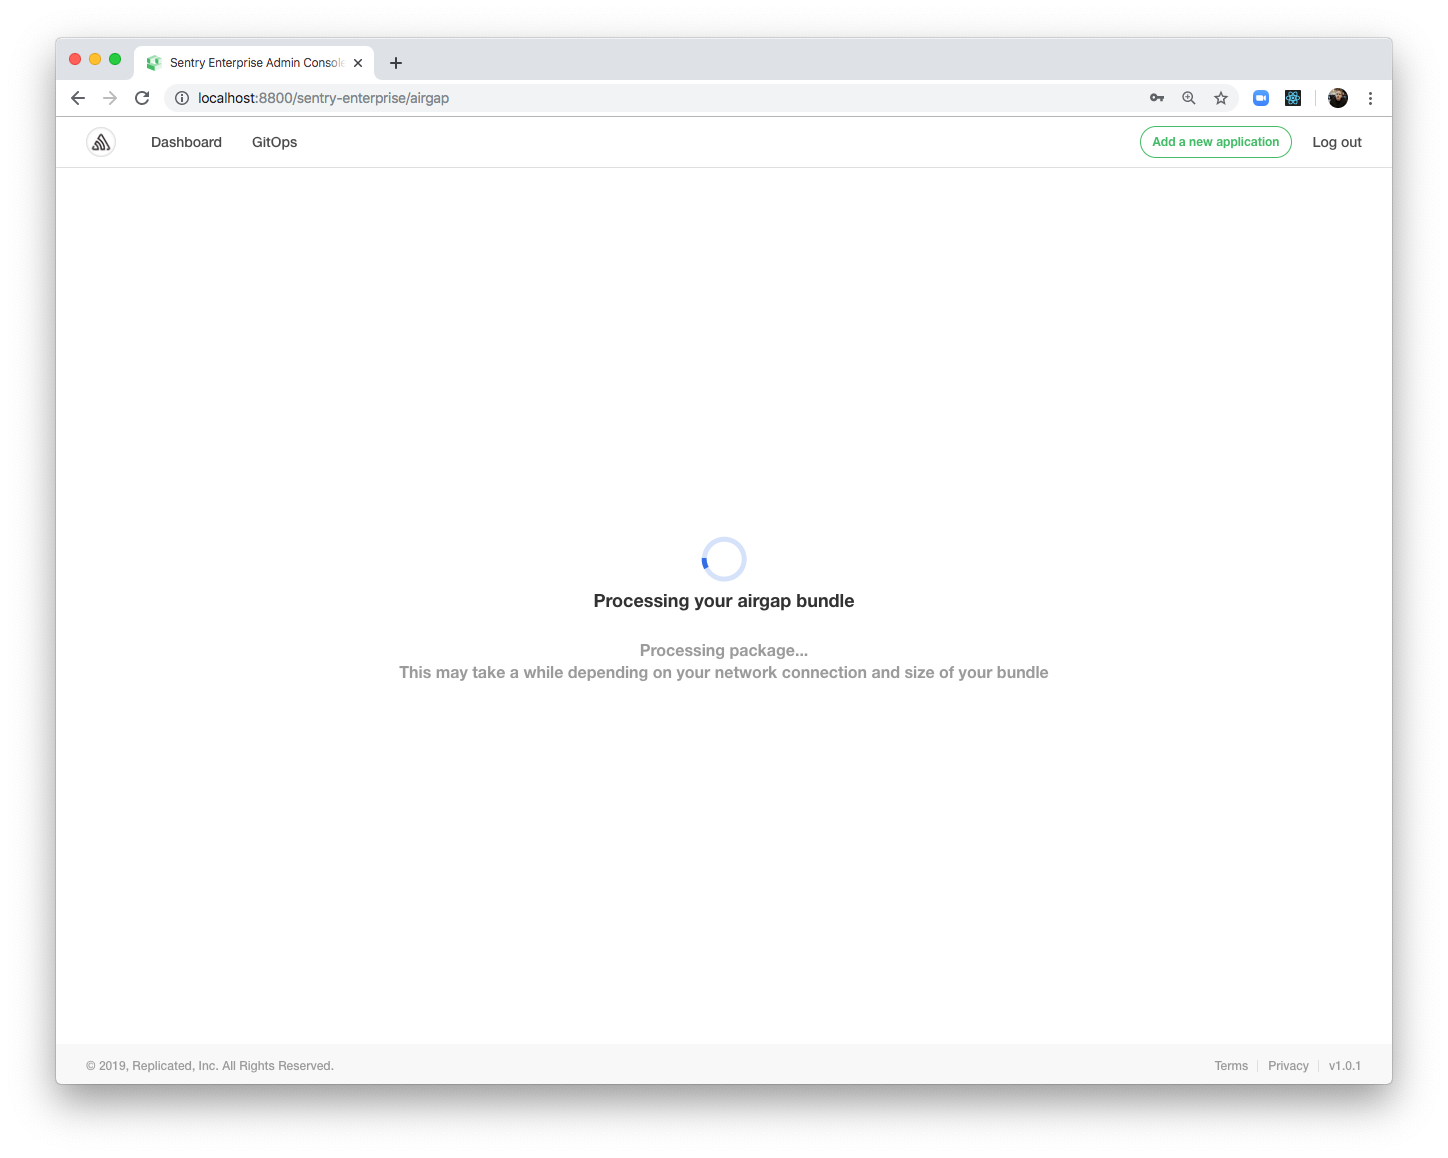 Sentry Enterprise Admin Console
localhost:8800/sentry-enterprise/airgap
Dashboard
GitOps
Add a new application
Log out
Processing your airgap bundle
Processing package...
This may take a while depending on your network connection and size of your bundle
© 2019, Replicated, Inc. All Rights Reserved.
Terms
Privacy
v1.0.1